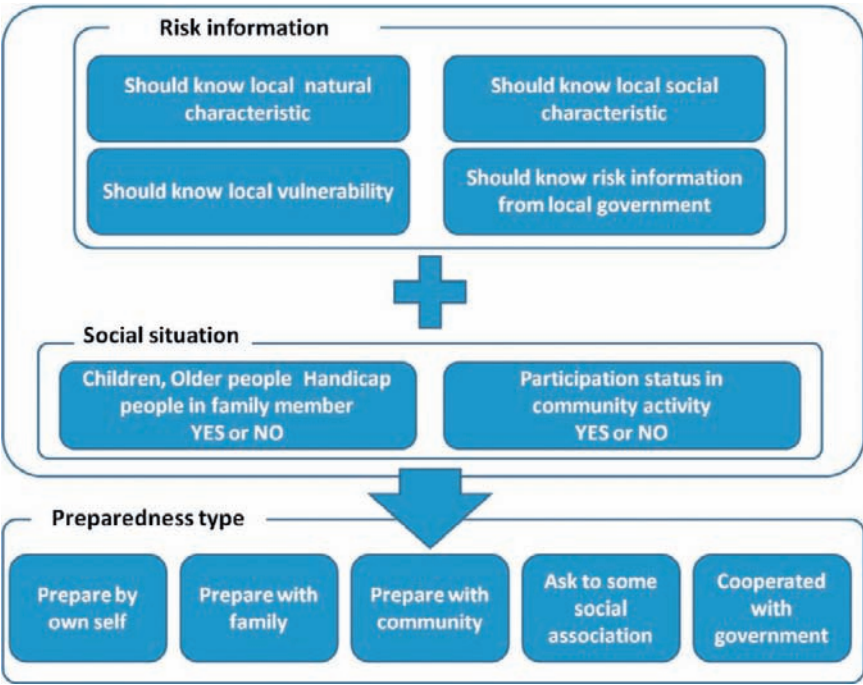 Risk information
Should know local natural
characteristic
Should know local social
characteristic
Should know local vulnerability
Should know risk information
from local government
Social situation
Children, Older people Handicap
people in family member
YES or NO
Participation status in
community activity
YES or NO
Preparedness type
Prepare by
own self
Prepare with
family
Prepare with
community
Ask to some
social
association
Cooperated
with
government